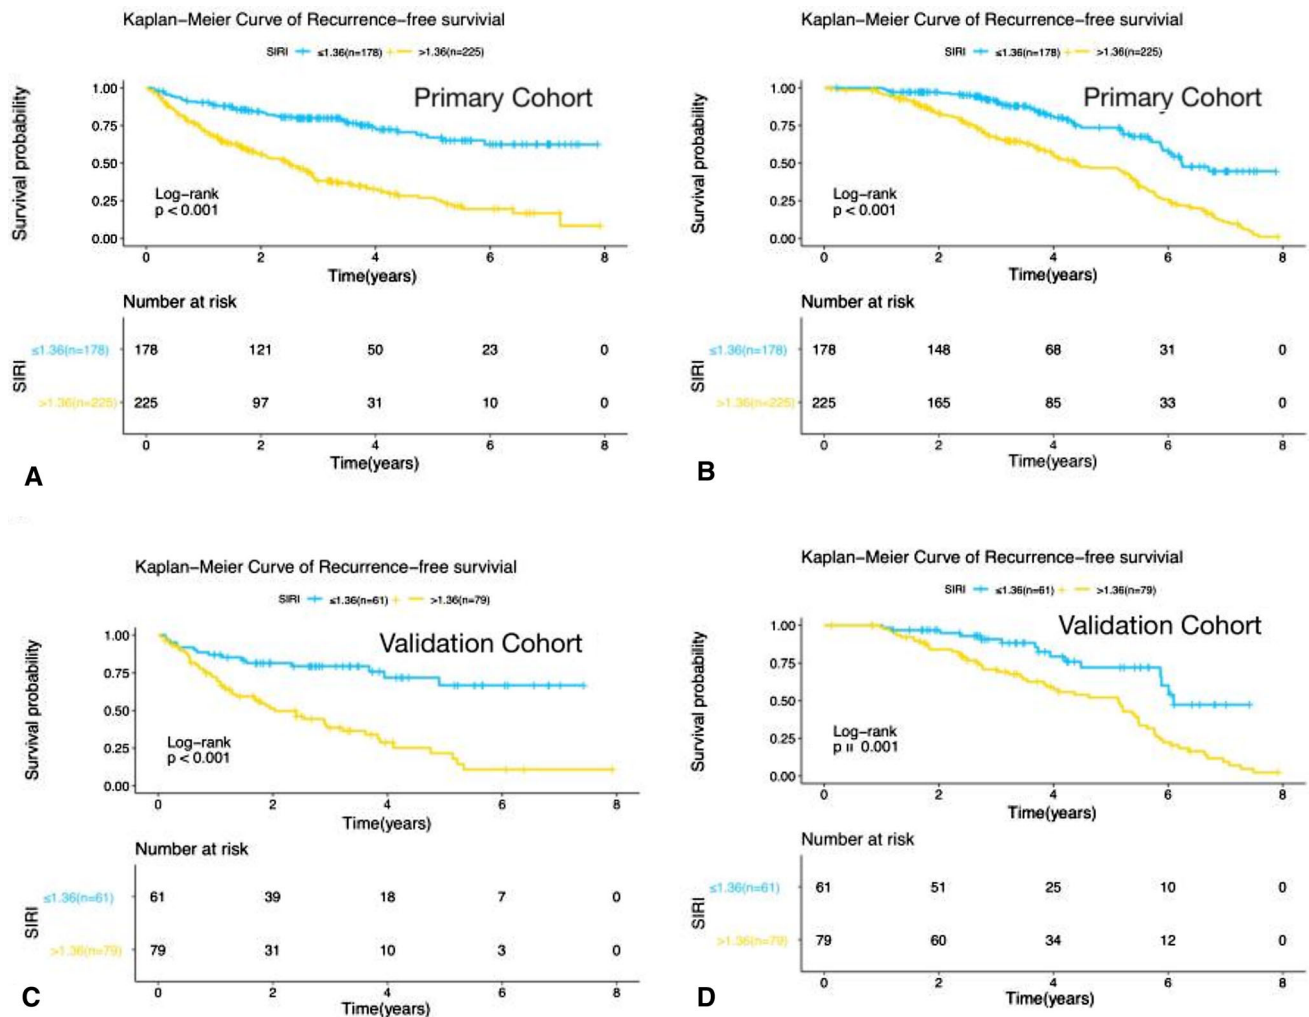 Kaplan−Meier Curve of Recurrence−free survivial
SIRI ≤1.36(n=178) >1.36(n=225)
Primary Cohort
Survival probability
1.00
0.75
0.50
0.25
0.00
Log−rank
p < 0.001
0 2 4 6 8
Time(years)
Number at risk
SIRI
≤1.36(n=178) 178 121 50 23 0
>1.36(n=225) 225 97 31 10 0
0 2 4 6 8
Time(years)
A
Kaplan−Meier Curve of Recurrence−free survivial
SIRI ≤1.36(n=178) >1.36(n=225)
Primary Cohort
Survival probability
1.00
0.75
0.50
0.25
0.00
Log−rank
p < 0.001
0 2 4 6 8
Time(years)
Number at risk
SIRI
≤1.36(n=178) 178 148 68 31 0
>1.36(n=225) 225 165 85 33 0
0 2 4 6 8
Time(years)
B
Kaplan−Meier Curve of Recurrence−free survivial
SIRI ≤1.36(n=61) >1.36(n=79)
Validation Cohort
Survival probability
1.00
0.75
0.50
0.25
0.00
Log−rank
p < 0.001
0 2 4 6 8
Time(years)
Number at risk
SIRI
≤1.36(n=61) 61 39 18 7 0
>1.36(n=79) 79 31 10 3 0
0 2 4 6 8
Time(years)
C
Kaplan−Meier Curve of Recurrence−free survivial
SIRI ≤1.36(n=61) >1.36(n=79)
Validation Cohort
Survival probability
1.00
0.75
0.50
0.25
0.00
Log−rank
p 0.001
0 2 4 6 8
Time(years)
Number at risk
SIRI
≤1.36(n=61) 61 51 25 10 0
>1.36(n=79) 79 60 34 12 0
0 2 4 6 8
Time(years)
D